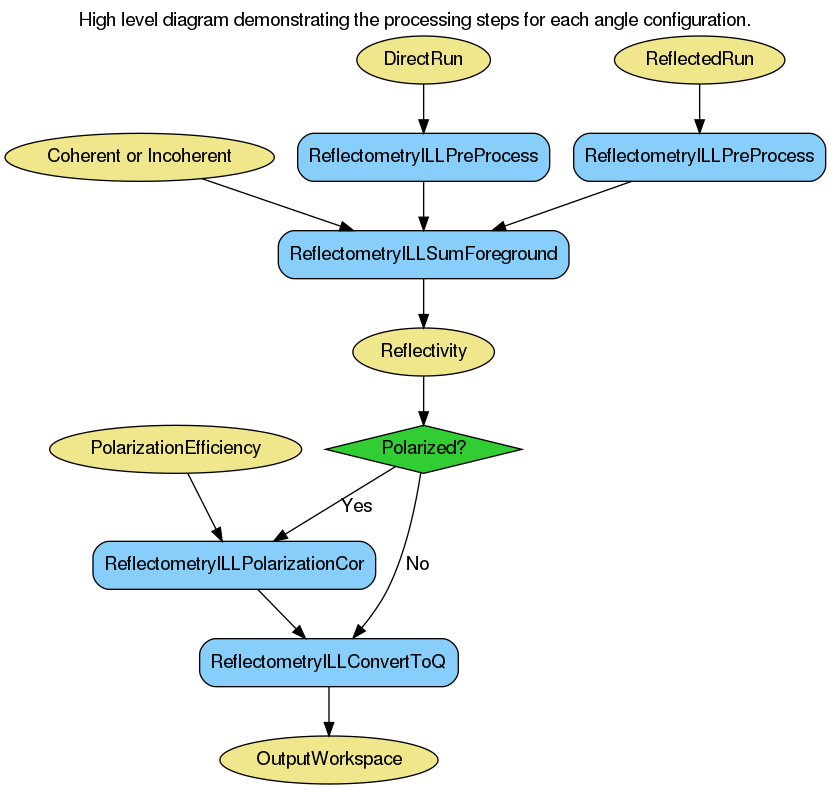 High level diagram demonstrating the processing steps for each angle configuration.
DirectRun
ReflectedRun
Coherent or Incoherent
ReflectometryILLPreProcess
ReflectometryILLPreProcess
ReflectometryILLSumForeground
Reflectivity
PolarizationEfficiency
Polarized?
Yes
ReflectometryILLPolarizationCor
No
ReflectometryILLConvertToQ
OutputWorkspace